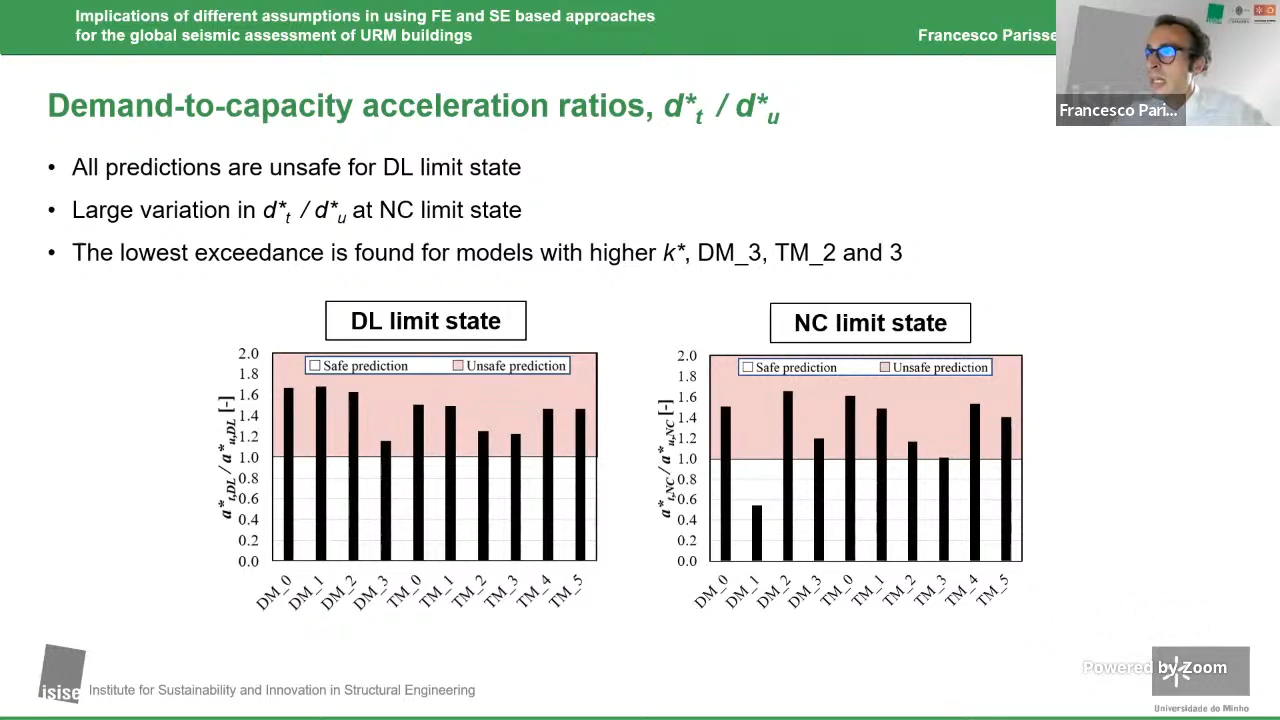 Implications of different assumptions in using FE and SE based approaches
for the global seismic assessment of URM buildings
Francesco Parisse
Francesco Pari...
Demand-to-capacity acceleration ratios, d*t / d*u
• All predictions are unsafe for DL limit state
• Large variation in d*t / d*u at NC limit state
• The lowest exceedance is found for models with higher k*, DM_3, TM_2 and 3
DL limit state
2.0
1.8
1.6
1.4
1.2
1.0
0.8
0.6
0.4
0.2
0.0
a*t,DL / a*u,DL [-]
Safe prediction
Unsafe prediction
DM_0
DM_1
DM_2
DM_3
TM_0
TM_1
TM_2
TM_3
TM_4
TM_5
NC limit state
2.0
1.8
1.6
1.4
1.2
1.0
0.8
0.6
0.4
0.2
0.0
a*t,NC / a*u,NC [-]
Safe prediction
Unsafe prediction
DM_0
DM_1
DM_2
DM_3
TM_0
TM_1
TM_2
TM_3
TM_4
TM_5
isise
Institute for Sustainability and Innovation in Structural Engineering
Powered by Zoom
Universidade do Minho